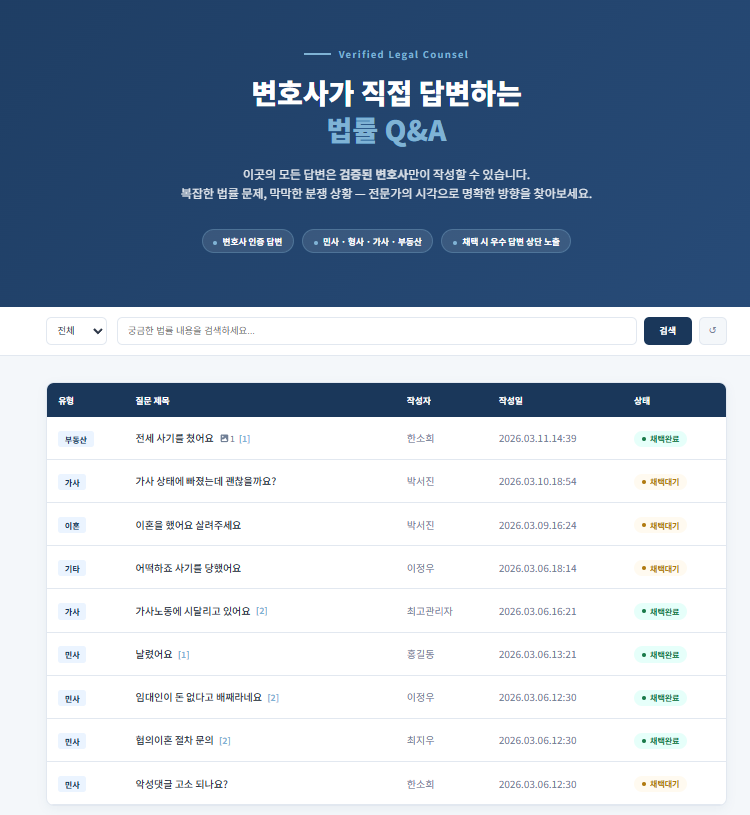 Verified Legal Counsel
변호사가 직접 답변하는
법률 Q&A
이곳의 모든 답변은 검증된 변호사만이 작성할 수 있습니다.
복잡한 법률 문제, 막막한 분쟁 상황 — 전문가의 시각으로 명확한 방향을 찾아보세요.
변호사 인증 답변 민사 · 형사 · 가사 · 부동산 채택 시 우수 답변 상단 노출
전체 궁금한 법률 내용을 검색하세요... 검색 ↺
유형 질문 제목 작성자 작성일 상태
부동산 전세 사기를 쳤어요 1 [1] 한소희 2026.03.11.14:39 채택완료
가사 가사 상태에 빠졌는데 괜찮을까요? 박서진 2026.03.10.18:54 채택대기
이혼 이혼을 했어요 살려주세요 박서진 2026.03.09.16:24 채택대기
기타 어떡하죠 사기를 당했어요 이정우 2026.03.06.18:14 채택대기
가사 가사노동에 시달리고 있어요 [2] 최고관리자 2026.03.06.16:21 채택완료
민사 날렸어요 [1] 홍길동 2026.03.06.13:21 채택완료
민사 임대인이 돈 없다고 배째라네요 [2] 이정우 2026.03.06.12:30 채택완료
민사 협의이혼 절차 문의 [2] 최지우 2026.03.06.12:30 채택완료
민사 악성댓글 고소 되나요? 한소희 2026.03.06.12:30 채택대기